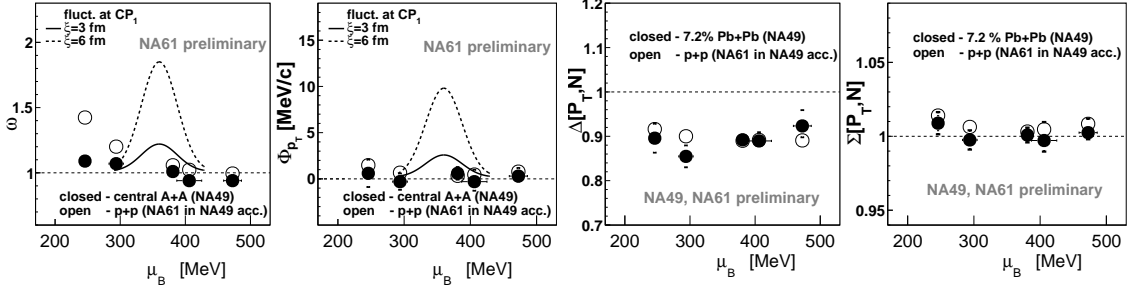 fluct. at CP1
ξ=3 fm
ξ=6 fm
NA61 preliminary
2
1.5
1
ω
closed - central A+A (NA49)
open - p+p (NA61 in NA49 acc.)
200 300 400 500
μB [MeV]
fluct. at CP1
ξ=3 fm
ξ=6 fm
NA61 preliminary
15
10
5
0
ΦpT [MeV/c]
closed - central A+A (NA49)
open - p+p (NA61 in NA49 acc.)
200 300 400 500
μB [MeV]
closed - 7.2% Pb+Pb (NA49)
open - p+p (NA61 in NA49 acc.)
1.2
1.1
1
0.9
0.8
0.7
0.6
0.5
Δ[PT,N]
NA49, NA61 preliminary
200 300 400 500
μB [MeV]
closed - 7.2 % Pb+Pb (NA49)
open - p+p (NA61 in NA49 acc.)
1.05
1
0.95
Σ[PT,N]
NA49, NA61 preliminary
200 300 400 500
μB [MeV]